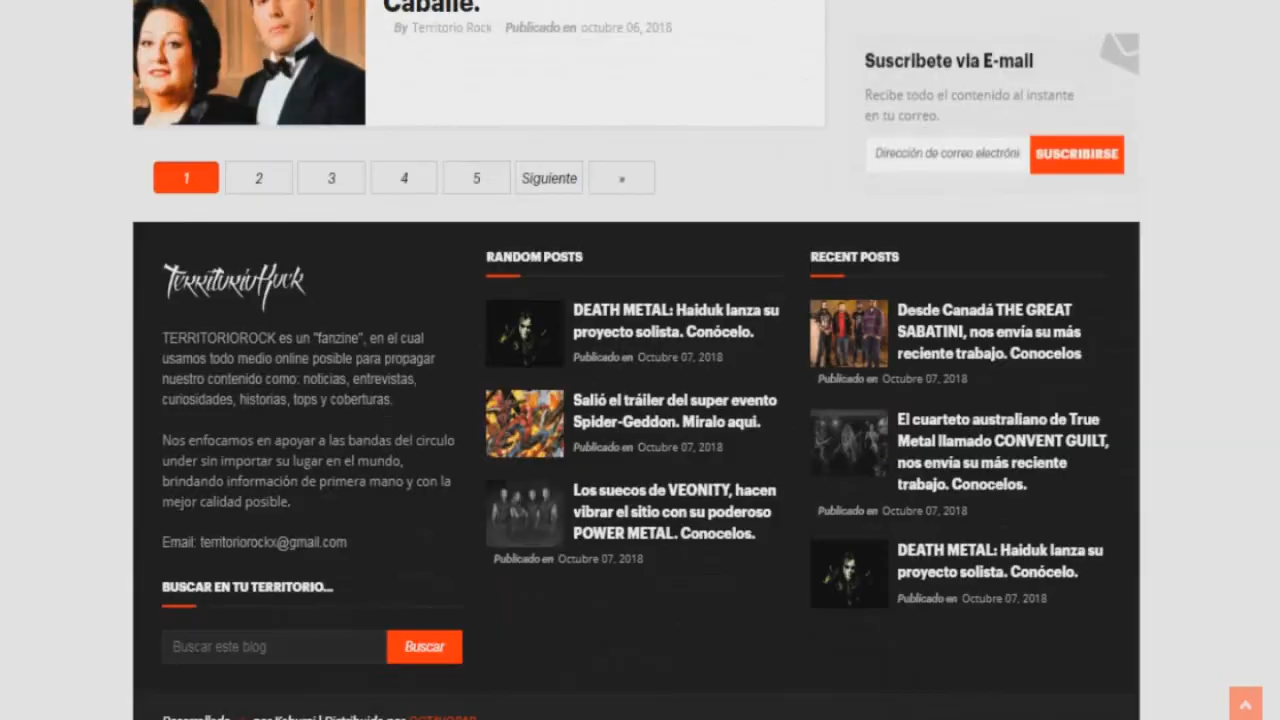 Caballé.
By Territorio Rock Publicado en octubre 06, 2018
Suscribete via E-mail
Recibe todo el contenido al instante
en tu correo.
Dirección de correo electróni
SUSCRIBIRSE
1 2 3 4 5 Siguiente »
TerritorioRock
TERRITORIOROCK es un "fanzine", en el cual
usamos todo medio online posible para propagar
nuestro contenido como: noticias, entrevistas,
curiosidades, historias, tops y coberturas.
Nos enfocamos en apoyar a las bandas del circulo
under sin importar su lugar en el mundo,
brindando información de primera mano y con la
mejor calidad posible.
Email: territoriorockx@gmail.com
BUSCAR EN TU TERRITORIO...
Buscar este blog
Buscar
RANDOM POSTS
DEATH METAL: Haiduk lanza su
proyecto solista. Conócelo.
Publicado en Octubre 07, 2018
Salió el tráiler del super evento
Spider-Geddon. Miralo aqui.
Publicado en Octubre 07, 2018
Los suecos de VEONITY, hacen
vibrar el sitio con su poderoso
POWER METAL. Conocelos.
Publicado en Octubre 07, 2018
RECENT POSTS
Desde Canadá THE GREAT
SABATINI, nos envía su más
reciente trabajo. Conocelos
Publicado en Octubre 07, 2018
El cuarteto australiano de True
Metal llamado CONVENT GUILT,
nos envía su más reciente
trabajo. Conocelos.
Publicado en Octubre 07, 2018
DEATH METAL: Haiduk lanza su
proyecto solista. Conócelo.
Publicado en Octubre 07, 2018